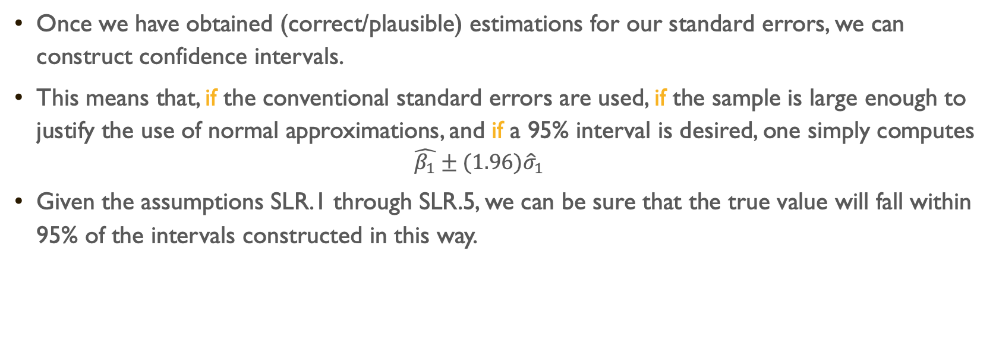 • Once we have obtained (correct/plausible) estimations for our standard errors, we can
construct confidence intervals.
• This means that, if the conventional standard errors are used, if the sample is large enough to
justify the use of normal approximations, and if a 95% interval is desired, one simply computes
$\widehat{\beta_1} \pm (1.96)\hat{\sigma}_1$
• Given the assumptions SLR.1 through SLR.5, we can be sure that the true value will fall within
95% of the intervals constructed in this way.